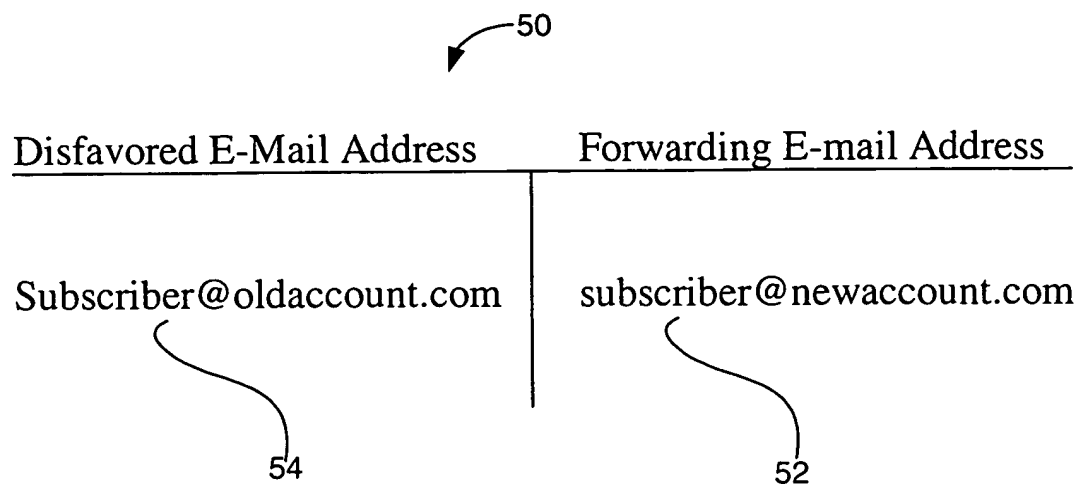 50
Disfavored E-Mail Address Forwarding E-mail Address
Subscriber@oldaccount.com subscriber@newaccount.com
54 52